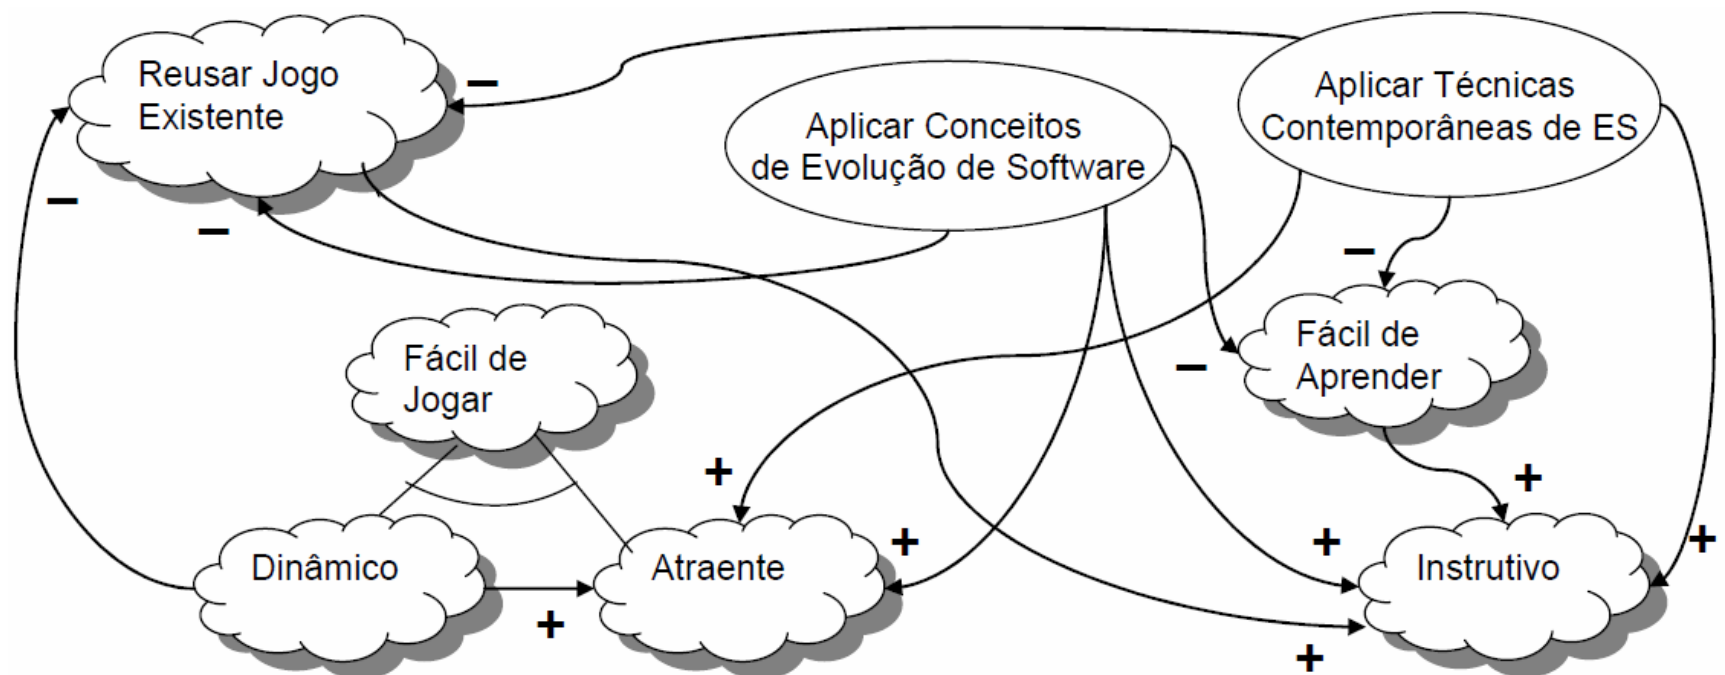 Reusar Jogo
Existente
–
Aplicar Conceitos
de Evolução de Software
Aplicar Técnicas
Contemporâneas de ES
–
–
–
–
Fácil de
Jogar
Fácil de
Aprender
+
+
Dinâmico
+
Atraente
+
+
Instrutivo
+
+